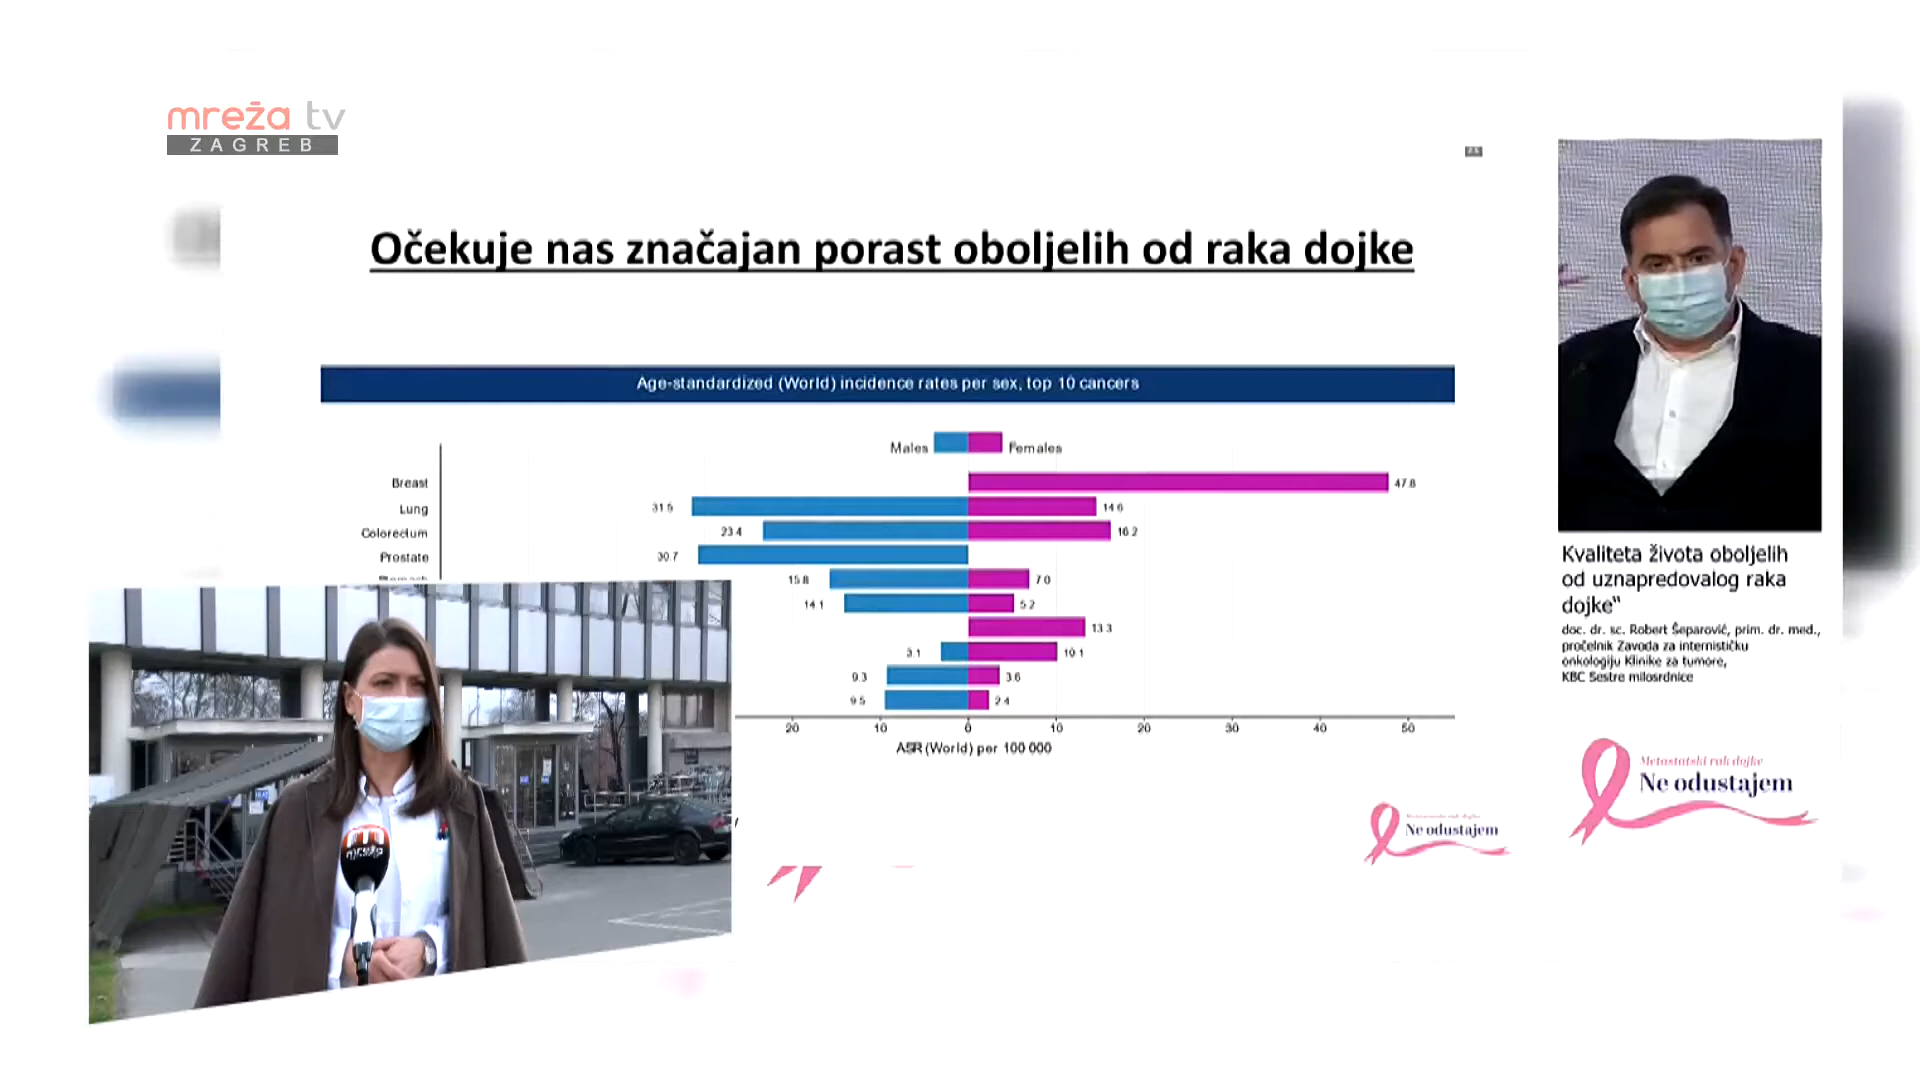 mreža tv
ZAGREB
Očekuje nas značajan porast oboljelih od raka dojke
Age-standardized (World) incidence rates per sex, top 10 cancers
Males Females
Breast 47.8
Lung 31.5 14.6
Colorectum 23.4 16.2
Prostate 30.7
15.8 7.0
14.1 5.2
13.3
3.1 10.1
9.3 3.6
9.5 2.4
20 10 0 10 20 30 40 50
ASR (World) per 100 000
Ne odustajem
mreža
Kvaliteta života oboljelih
od uznapredovalog raka
dojke“
doc. dr. sc. Robert Šeparović, prim. dr. med.,
pročelnik Zavoda za internističku
onkologiju Klinike za tumore,
KBC Sestre milosrdnice
Metastatski rak dojke
Ne odustajem